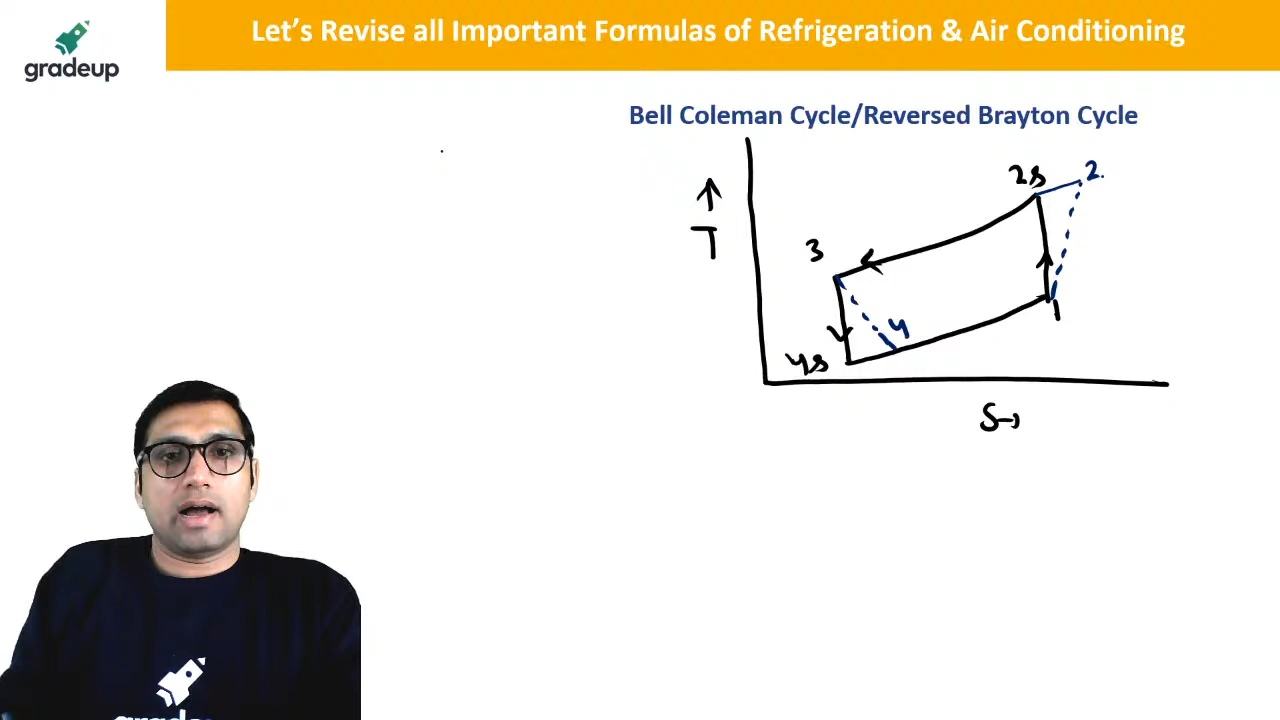 Let's Revise all Important Formulas of Refrigeration & Air Conditioning
gradeup
Bell Coleman Cycle/Reversed Brayton Cycle
2s
2.
T
3
4
1
4s
S→